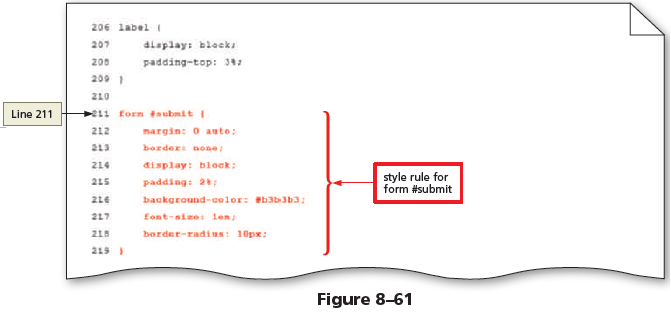 206 label {
207 display: block;
208 padding-top: 3%;
209 }
210
Line 211
211 form #submit {
212 margin: 0 auto;
213 border: none;
214 display: block;
215 padding: 2%;
216 background-color: #b3b3b3;
217 font-size: 1em;
218 border-radius: 10px;
219 }
style rule for
form #submit
Figure 8–61